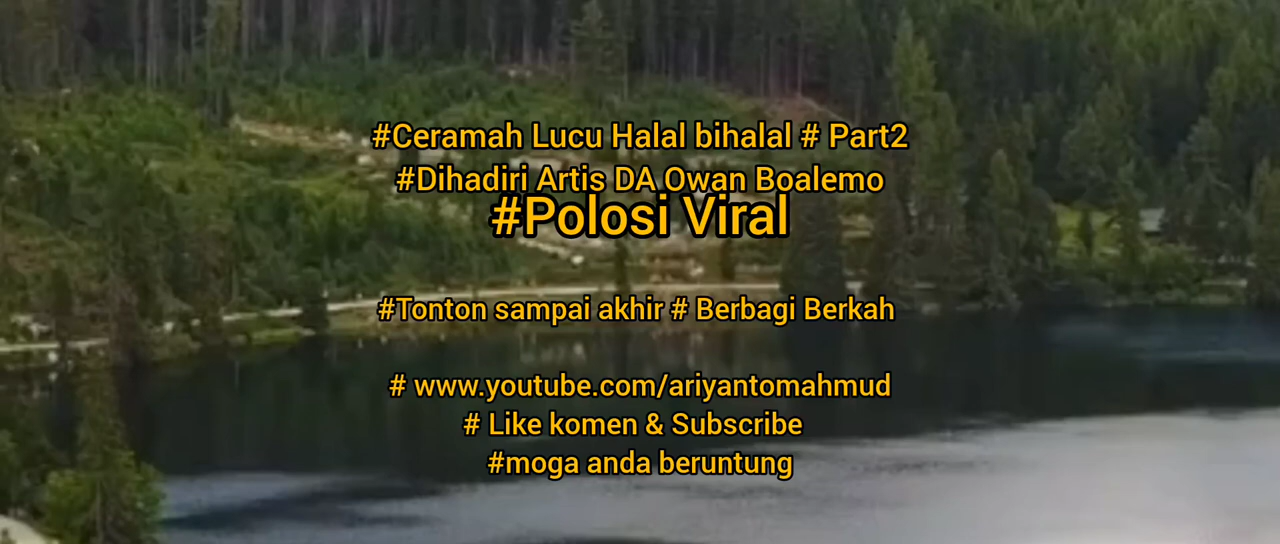 #Ceramah Lucu Halal bihalal # Part2
#Dihadiri Artis DA Owan Boalemo
#Polosi Viral
#Tonton sampai akhir # Berbagi Berkah
# www.youtube.com/ariyantomahmud
# Like komen & Subscribe
#moga anda beruntung